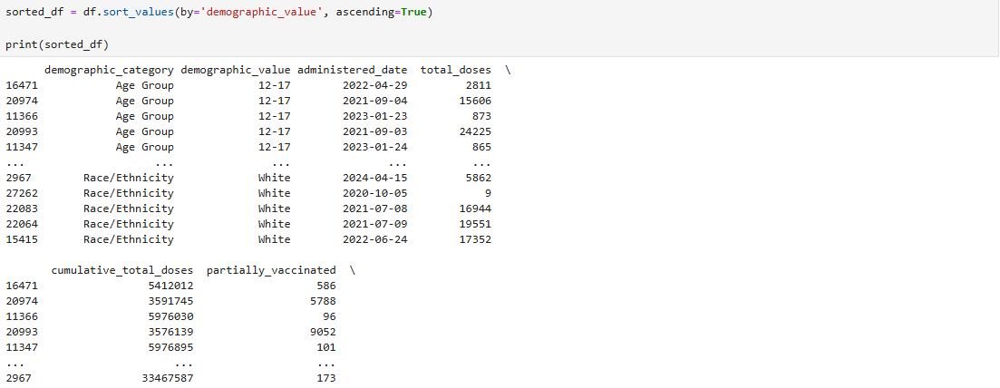 sorted_df = df.sort_values(by='demographic_value', ascending=True)
print(sorted_df)
demographic_category demographic_value administered_date total_doses \
16471 Age Group 12-17 2022-04-29 2811
20974 Age Group 12-17 2021-09-04 15606
11366 Age Group 12-17 2023-01-23 873
20993 Age Group 12-17 2021-09-03 24225
11347 Age Group 12-17 2023-01-24 865
... ... ... ... ...
2967 Race/Ethnicity White 2024-04-15 5862
27262 Race/Ethnicity White 2020-10-05 9
22083 Race/Ethnicity White 2021-07-08 16944
22064 Race/Ethnicity White 2021-07-09 19551
15415 Race/Ethnicity White 2022-06-24 17352
cumulative_total_doses partially_vaccinated \
16471 5412012 586
20974 3591745 5788
11366 5976030 96
20993 3576139 9052
11347 5976895 101
... ... ...
2967 33467587 173